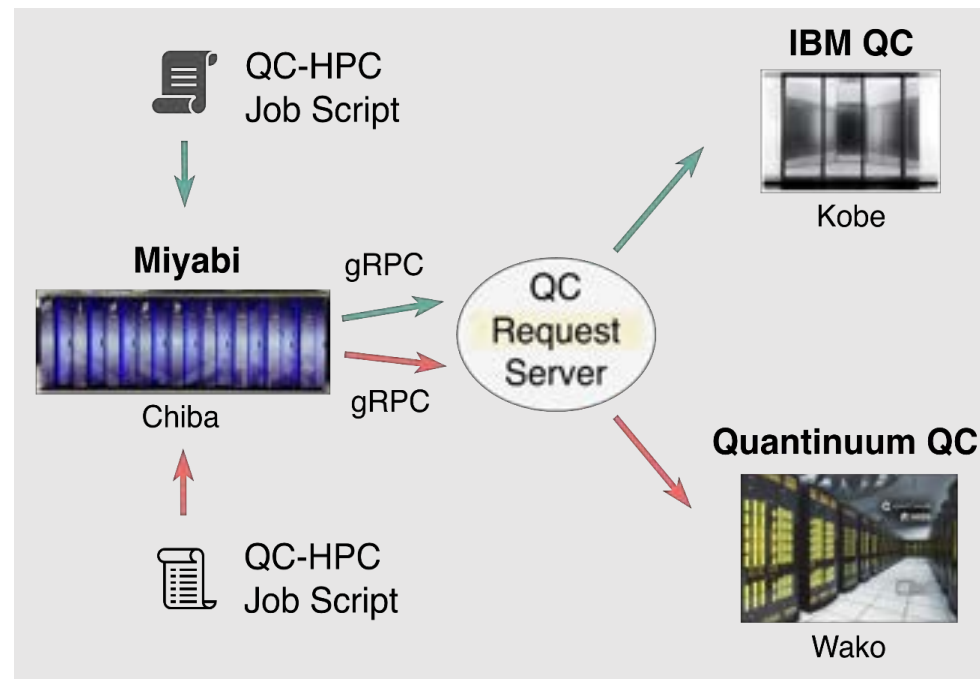 QC-HPC
Job Script
IBM QC
Kobe
Miyabi
Chiba
gRPC
gRPC
QC
Request
Server
Quantinuum QC
Wako
QC-HPC
Job Script